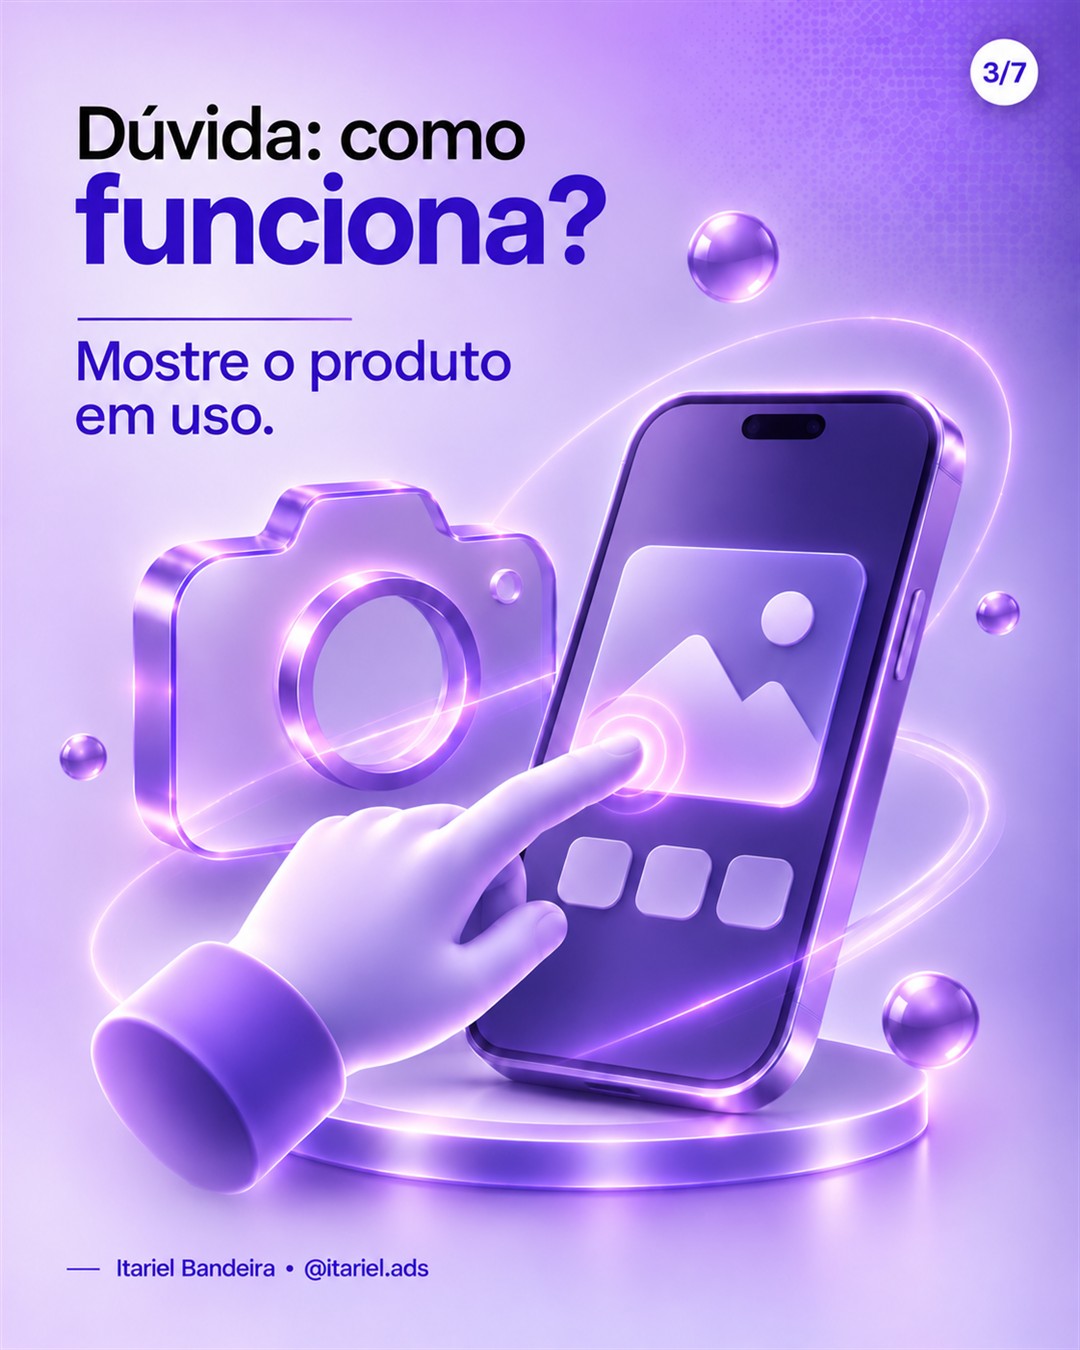 3/7
Dúvida: como
funciona?
Mostre o produto
em uso.
Itariel Bandeira • @itariel.ads